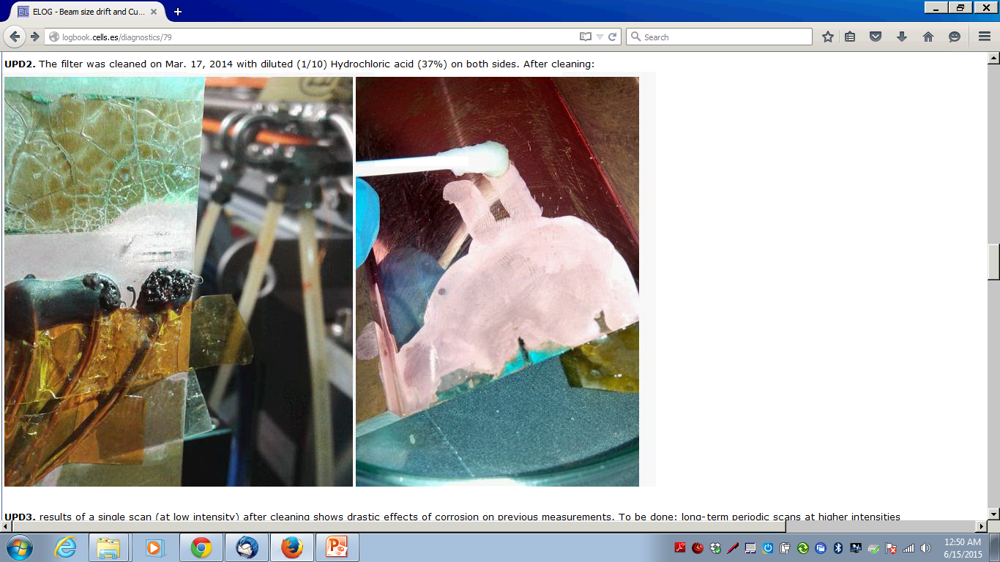 ELOG - Beam size drift and Cu...
logbook.cells.es/diagnostics/79
Search
UPD2. The filter was cleaned on Mar. 17, 2014 with diluted (1/10) Hydrochloric acid (37%) on both sides. After cleaning:
UPD3. results of a single scan (at low intensity) after cleaning shows drastic effects of corrosion on previous measurements. To be done: long-term periodic scans at higher intensities
12:50 AM
6/15/2015